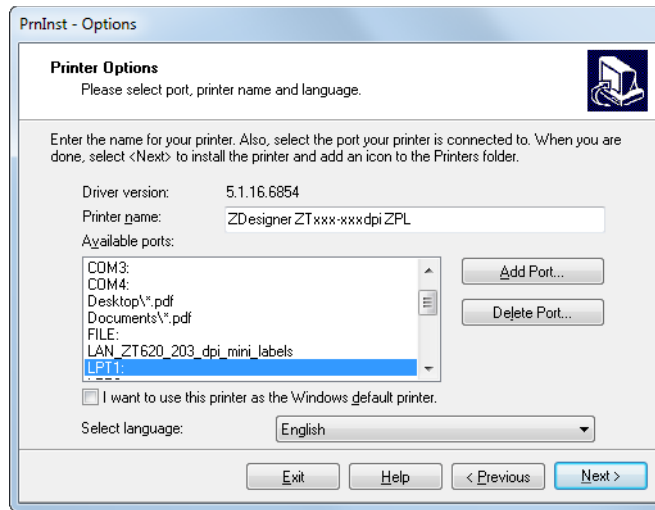 PrnInst - Options
Printer Options
Please select port, printer name and language.
Enter the name for your printer. Also, select the port your printer is connected to. When you are
done, select <Next> to install the printer and add an icon to the Printers folder.
Driver version: 5.1.16.6854
Printer name: ZDesigner ZTxxx-xxxdpi ZPL
Available ports:
COM3:
COM4:
Desktop\*.pdf
Documents\*.pdf
FILE:
LAN_ZT620_203_dpi_mini_labels
LPT1:
Add Port...
Delete Port...
I want to use this printer as the Windows default printer.
Select language: English
Exit Help < Previous Next >